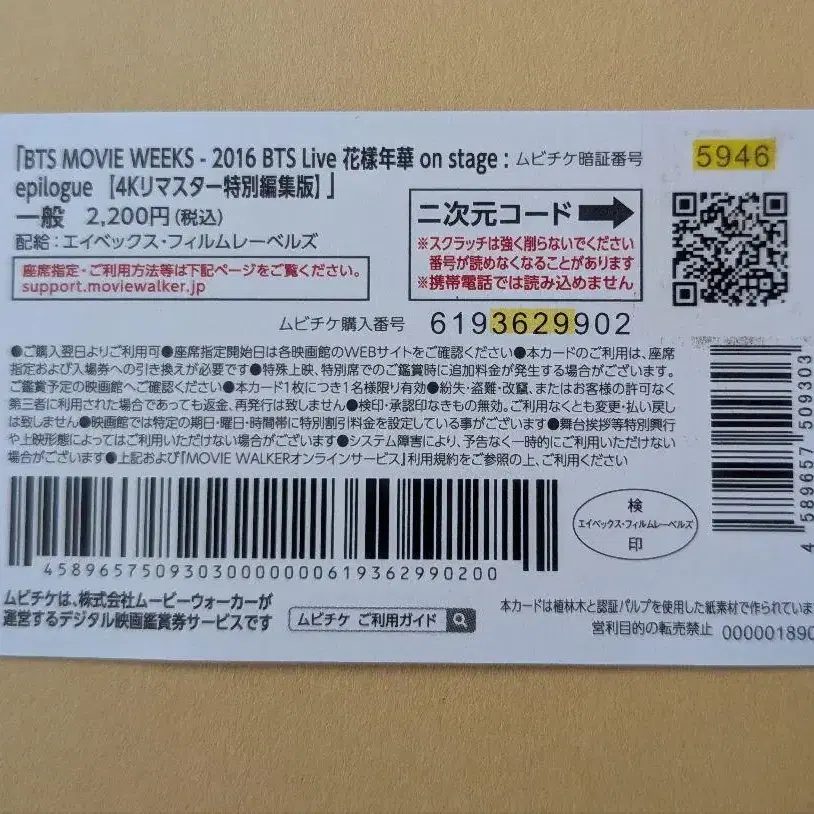 『BTS MOVIE WEEKS - 2016 BTS Live 花樣年華 on stage :
epilogue 【4Kリマスター特別編集版】』
一般 2,200円(税込)
配給:エイベックス・フィルムレーベルズ
座席指定・ご利用方法等は下記ページをご覧ください。
support.moviewalker.jp
ムビチケ暗証番号 5946
二次元コード
※スクラッチは強く削らないでください
番号が読めなくなることがあります
※携帯電話では読み込めません
ムビチケ購入番号 6193629902
●ご購入翌日よりご利用可●座席指定開始日は各映画館のWEBサイトをご確認ください●本カードのご利用は、座席
指定および入場券への引き換えが必要です●特殊上映、特別席でのご鑑賞時に追加料金が発生する場合がございます。
ご鑑賞予定の映画館へご確認ください●本カード1枚につき1名様限り有効●紛失・盗難・改竄、またはお客様の許可なく
第三者に利用された場合であっても返金、再発行は致しません●検印・承認印なきもの無効。ご利用なくとも変更・払い戻し
は致しません●映画館では特定の期日・曜日・時間帯に特別割引料金を設定している事がございます●舞台挨拶等特別興行
や上映形態によってはご利用いただけない場合がございます●システム障害により、予告なく一時的にご利用いただけない
場合がございます●上記および『MOVIE WALKERオンラインサービス』利用規約をご参照の上、ご利用ください
4589657509303000000061936299​0200
4 589657 509303
検
エイベックス・フィルムレーベルズ
印
ムビチケは、株式会社ムービーウォーカーが
運営するデジタル映画鑑賞券サービスです
ムビチケ ご利用ガイド
本カードは植林木と認証パルプを使用した紙素材で作られていま
営利目的の転売禁止 000001890